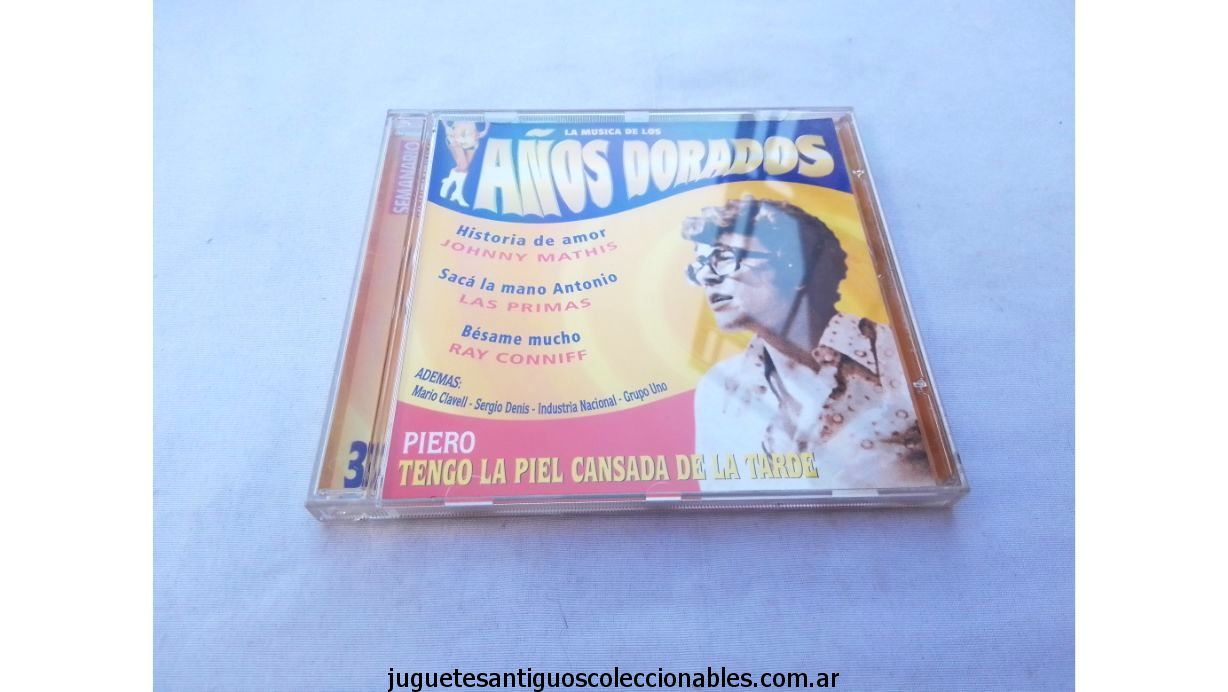 LA MUSICA DE LOS
AÑOS DORADOS
SEMANARIO
Historia de amor
JOHNNY MATHIS
Sacá la mano Antonio
LAS PRIMAS
Bésame mucho
RAY CONNIFF
ADEMAS:
Mario Clavell - Sergio Denis - Industria Nacional - Grupo Uno
PIERO
TENGO LA PIEL CANSADA DE LA TARDE
juguetesantiguoscoleccionables.com.ar